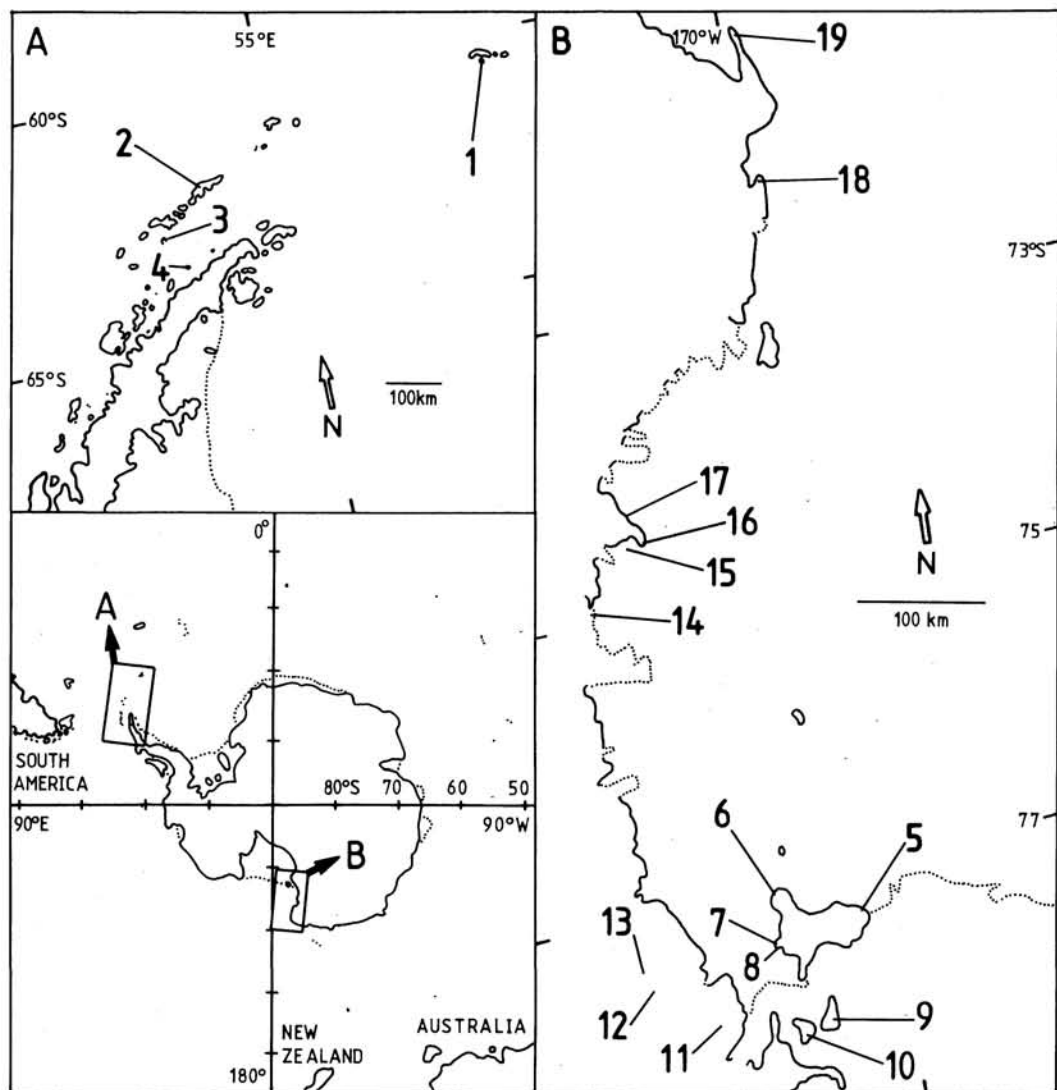 A
55°E
60°S
1
2
3
4
65°S
100km
N
B
170°W
19
18
73°S
17
16
15
14
75°
N
100 km
77°
6
5
7
8
13
12
11
9
10
0°
A
SOUTH
AMERICA
80°S 70 60 50
90°E
90°W
B
NEW
ZEALAND
AUSTRALIA
180°